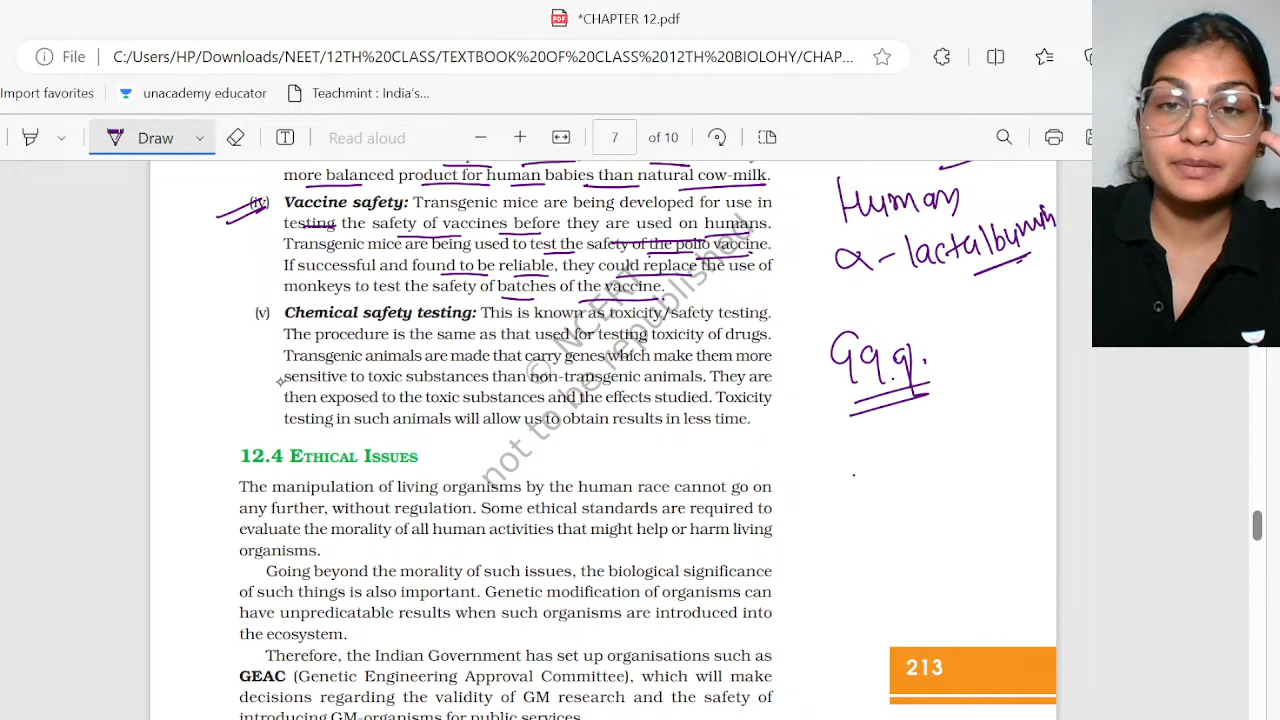 *CHAPTER 12.pdf
File C:/Users/HP/Downloads/NEET/12TH%20CLASS/TEXTBOOK%20OF%20CLASS%2012TH%20BIOLOHY/CHAP...
Import favorites unacademy educator Teachmint : India's...
Draw Read aloud 7 of 10
more balanced product for human babies than natural cow-milk.
(iv) Vaccine safety: Transgenic mice are being developed for use in
testing the safety of vaccines before they are used on humans.
Transgenic mice are being used to test the safety of the polio vaccine.
If successful and found to be reliable, they could replace the use of
monkeys to test the safety of batches of the vaccine.
(v) Chemical safety testing: This is known as toxicity/safety testing.
The procedure is the same as that used for testing toxicity of drugs.
Transgenic animals are made that carry genes which make them more
sensitive to toxic substances than non-transgenic animals. They are
then exposed to the toxic substances and the effects studied. Toxicity
testing in such animals will allow us to obtain results in less time.
12.4 ETHICAL ISSUES
The manipulation of living organisms by the human race cannot go on
any further, without regulation. Some ethical standards are required to
evaluate the morality of all human activities that might help or harm living
organisms.
Going beyond the morality of such issues, the biological significance
of such things is also important. Genetic modification of organisms can
have unpredicatable results when such organisms are introduced into
the ecosystem.
Therefore, the Indian Government has set up organisations such as
GEAC (Genetic Engineering Approval Committee), which will make
decisions regarding the validity of GM research and the safety of
introducing GM-organisms for public services.
© NCERT
not to be republished
Human
α - lactalbumin
213